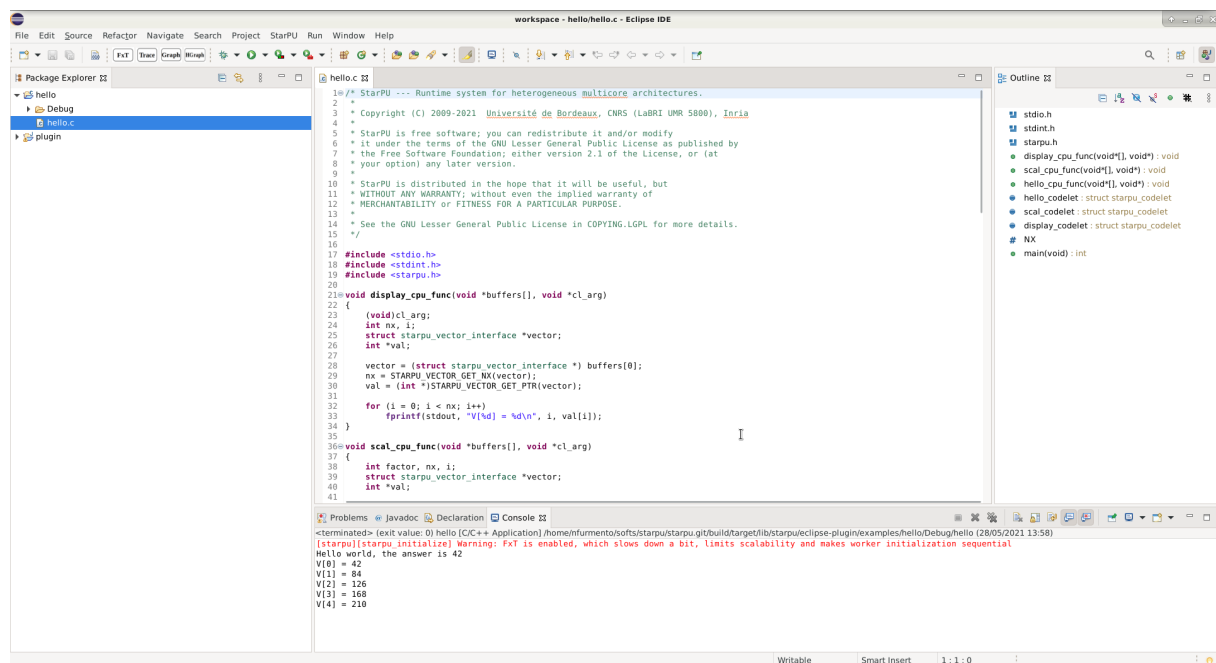 workspace - hello/hello.c - Eclipse IDE
File Edit Source Refactor Navigate Search Project StarPU Run Window Help
FxT Trace Graph HGraph
Package Explorer
hello
Debug
hello.c
plugin
hello.c
1 /* StarPU --- Runtime system for heterogeneous multicore architectures.
2  *
3  * Copyright (C) 2009-2021  Université de Bordeaux, CNRS (LaBRI UMR 5800), Inria
4  *
5  * StarPU is free software; you can redistribute it and/or modify
6  * it under the terms of the GNU Lesser General Public License as published by
7  * the Free Software Foundation; either version 2.1 of the License, or (at
8  * your option) any later version.
9  *
10  * StarPU is distributed in the hope that it will be useful, but
11  * WITHOUT ANY WARRANTY; without even the implied warranty of
12  * MERCHANTABILITY or FITNESS FOR A PARTICULAR PURPOSE.
13  *
14  * See the GNU Lesser General Public License in COPYING.LGPL for more details.
15  */
16
17 #include <stdio.h>
18 #include <stdint.h>
19 #include <starpu.h>
20
21 void display_cpu_func(void *buffers[], void *cl_arg)
22 {
23     (void)cl_arg;
24     int nx, i;
25     struct starpu_vector_interface *vector;
26     int *val;
27
28     vector = (struct starpu_vector_interface *) buffers[0];
29     nx = STARPU_VECTOR_GET_NX(vector);
30     val = (int *)STARPU_VECTOR_GET_PTR(vector);
31
32     for (i = 0; i < nx; i++)
33         fprintf(stdout, "V[%d] = %d\n", i, val[i]);
34 }
35
36 void scal_cpu_func(void *buffers[], void *cl_arg)
37 {
38     int factor, nx, i;
39     struct starpu_vector_interface *vector;
40     int *val;
41
Outline
stdio.h
stdint.h
starpu.h
display_cpu_func(void*[], void*) : void
scal_cpu_func(void*[], void*) : void
hello_cpu_func(void*[], void*) : void
hello_codelet : struct starpu_codelet
scal_codelet : struct starpu_codelet
display_codelet : struct starpu_codelet
NX
main(void) : int
Problems Javadoc Declaration Console
<terminated> (exit value: 0) hello [C/C++ Application] /home/nfurmento/softs/starpu/starpu.git/build/target/lib/starpu/eclipse-plugin/examples/hello/Debug/hello (28/05/2021 13:58)
[starpu][starpu_initialize] Warning: FxT is enabled, which slows down a bit, limits scalability and makes worker initialization sequential
Hello world, the answer is 42
V[0] = 42
V[1] = 84
V[2] = 126
V[3] = 168
V[4] = 210
Writable Smart Insert 1 : 1 : 0